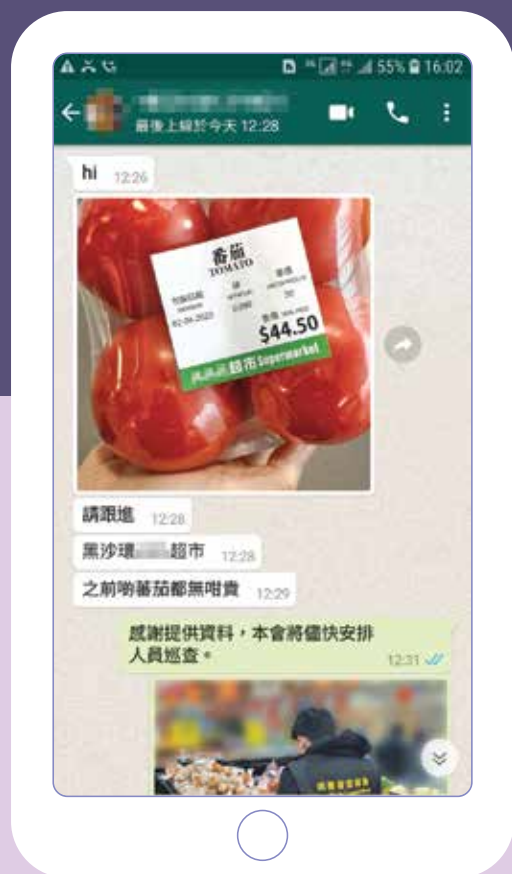 55% 16:02
最後上線於今天 12:28
hi 12:26
番茄
TOMATO
$44.50
超市 Supermarket
請跟進 12:28
黑沙環 超市 12:28
之前啲蕃茄都無咁貴 12:29
感謝提供資料，本會將儘快安排
人員巡查。 12:31